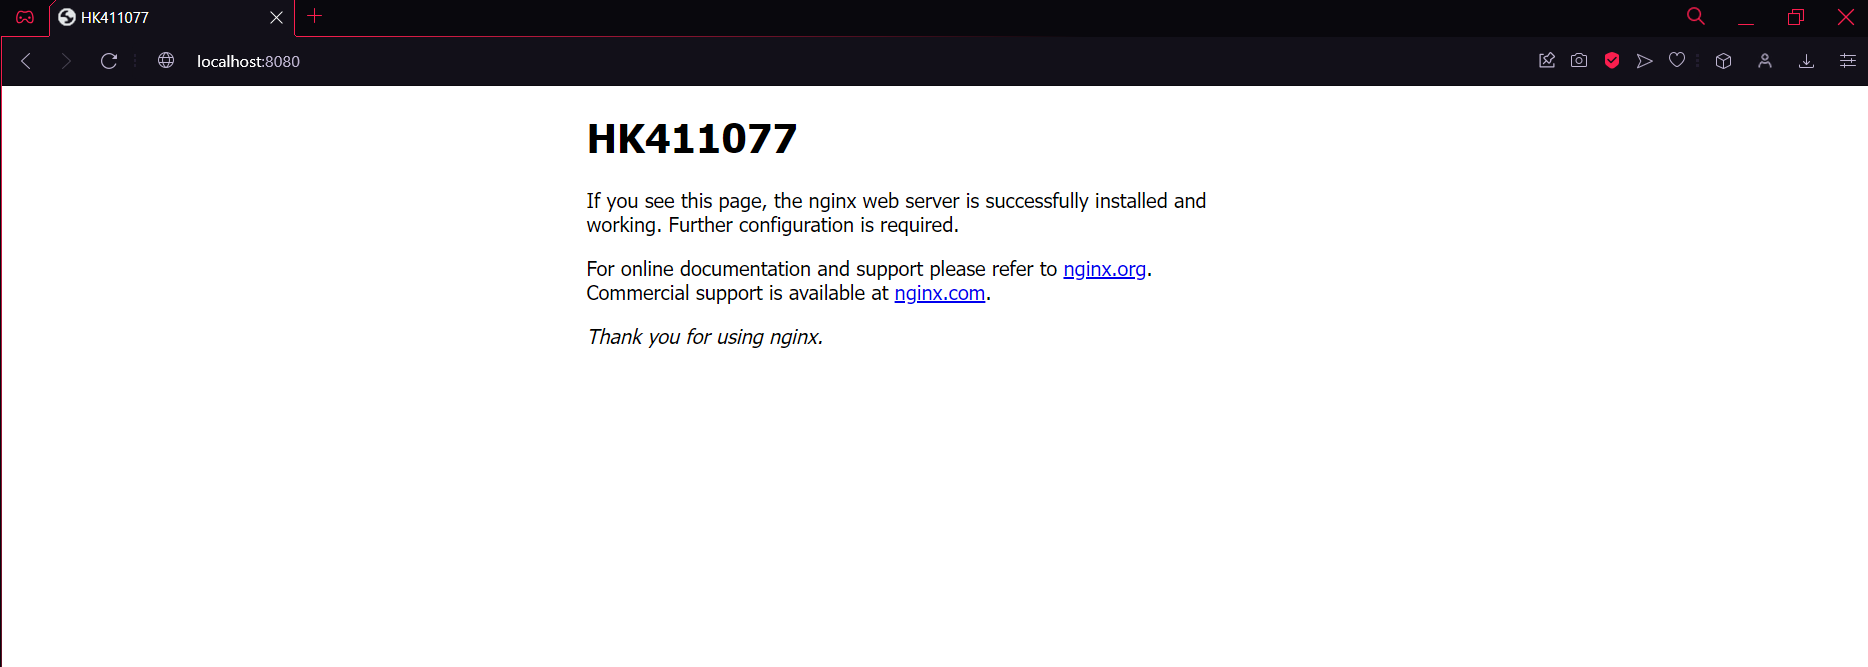 HK411077
localhost:8080
HK411077
If you see this page, the nginx web server is successfully installed and
working. Further configuration is required.
For online documentation and support please refer to nginx.org.
Commercial support is available at nginx.com.
Thank you for using nginx.